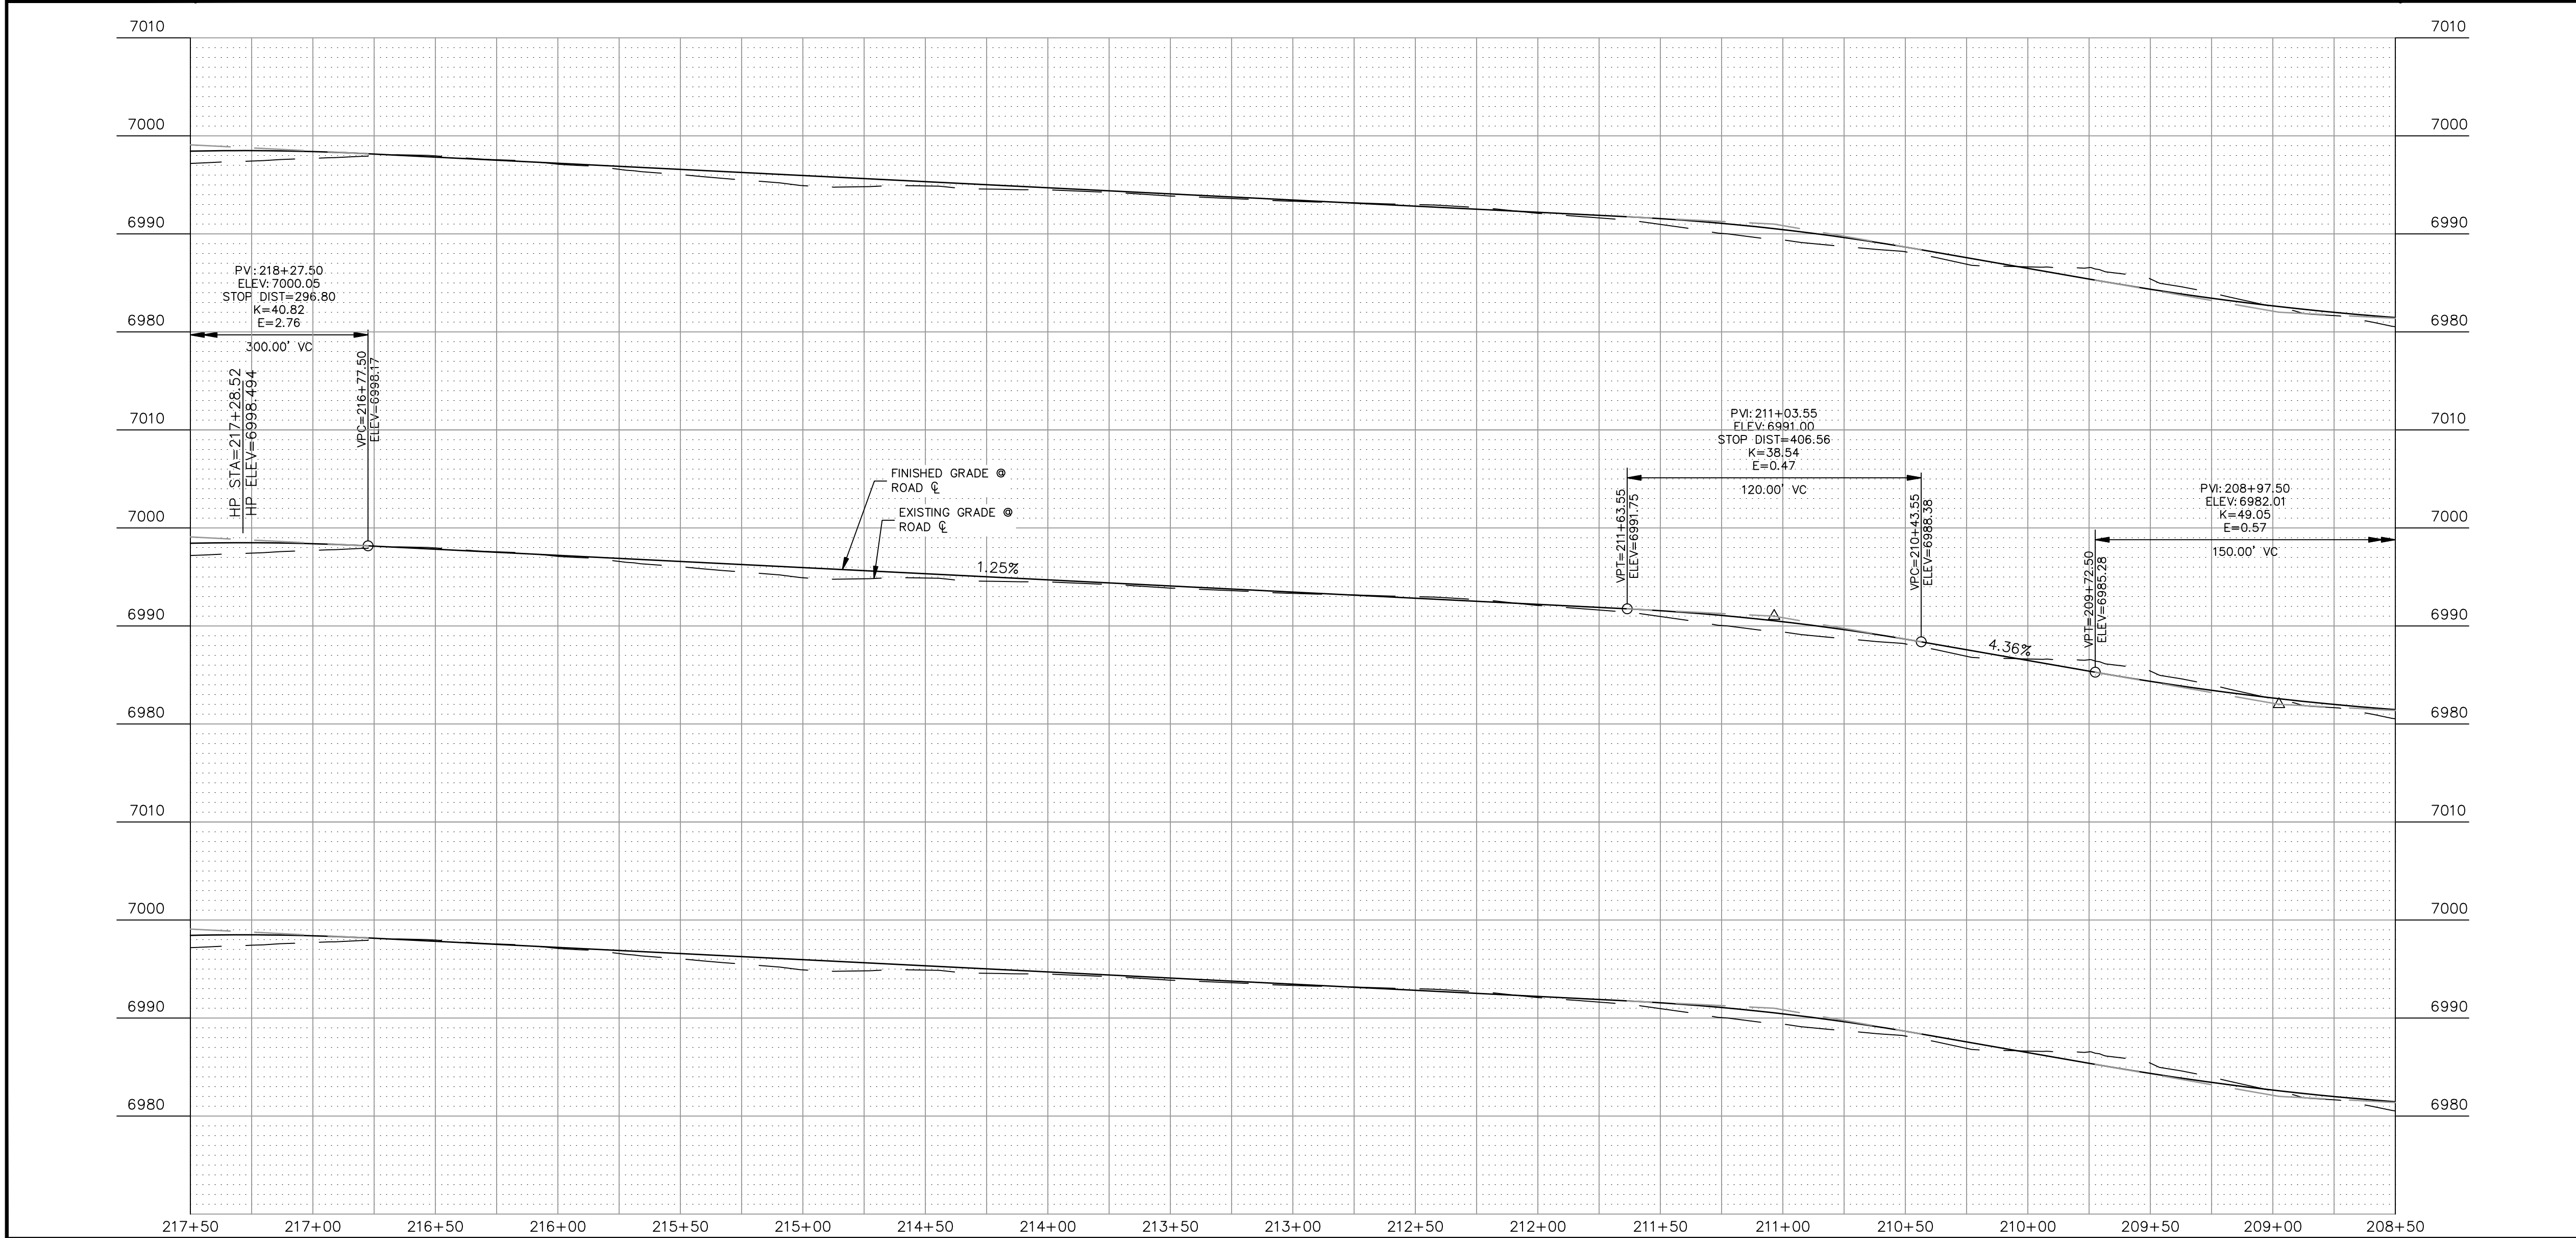 7010
7010
7000
7000
6990
6990
PVI: 218+27.50
ELEV: 7000.05
STOP DIST=296.80
K=40.82
E=2.76
6980
6980
300.00' VC
HP STA=217+28.52
HP ELEV=6998.494
VPC=216+77.50
ELEV=6998.17
7010
7010
PVI: 211+03.55
ELEV: 6991.00
STOP DIST=406.56
K=38.54
E=0.47
120.00' VC
FINISHED GRADE @
ROAD ℄
EXISTING GRADE @
ROAD ℄
PVI: 208+97.50
ELEV: 6982.01
K=49.05
E=0.57
150.00' VC
7000
7000
1.25%
VPT=211+63.55
ELEV=6991.75
VPC=210+43.55
ELEV=6988.38
VPT=209+72.50
ELEV=6985.28
6990
6990
4.36%
6980
6980
7010
7010
7000
7000
6990
6990
6980
6980
217+50 217+00 216+50 216+00 215+50 215+00 214+50 214+00 213+50 213+00 212+50 212+00 211+50 211+00 210+50 210+00 209+50 209+00 208+50